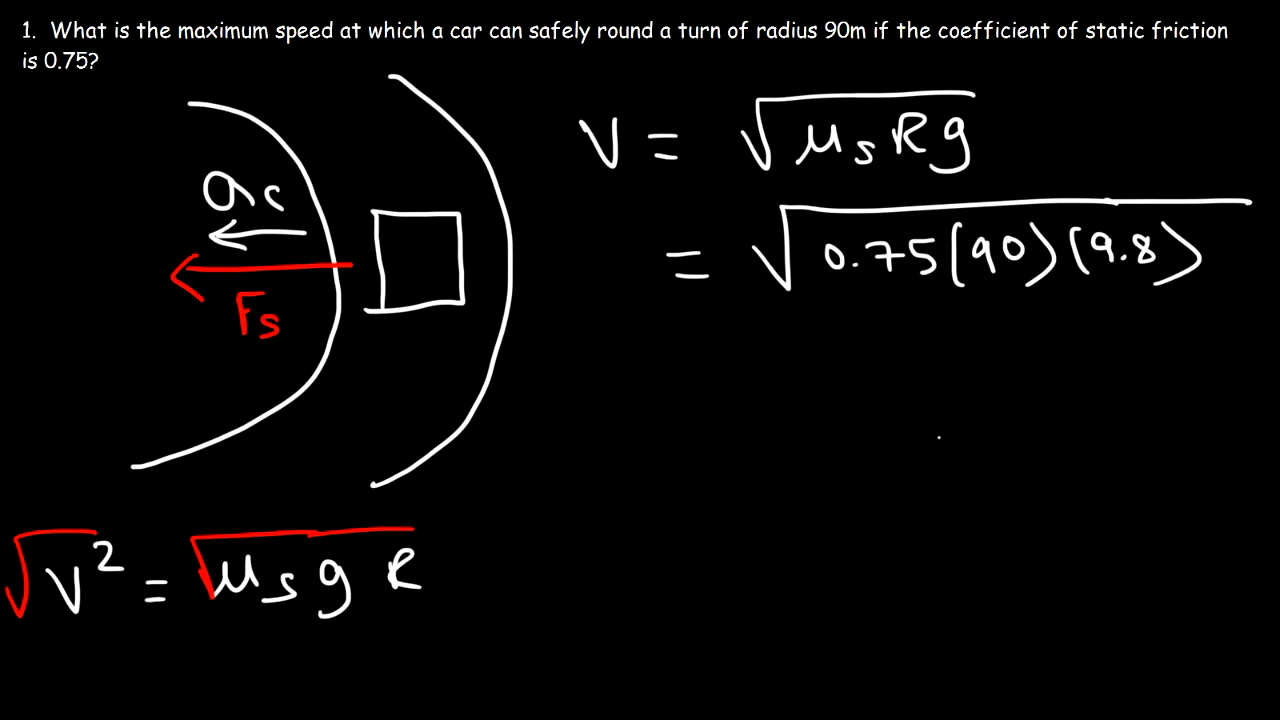 1. What is the maximum speed at which a car can safely round a turn of radius 90m if the coefficient of static friction
is 0.75?
V = √μsRg
= √0.75(90)(9.8)
ac
Fs
√V² = √μsgR